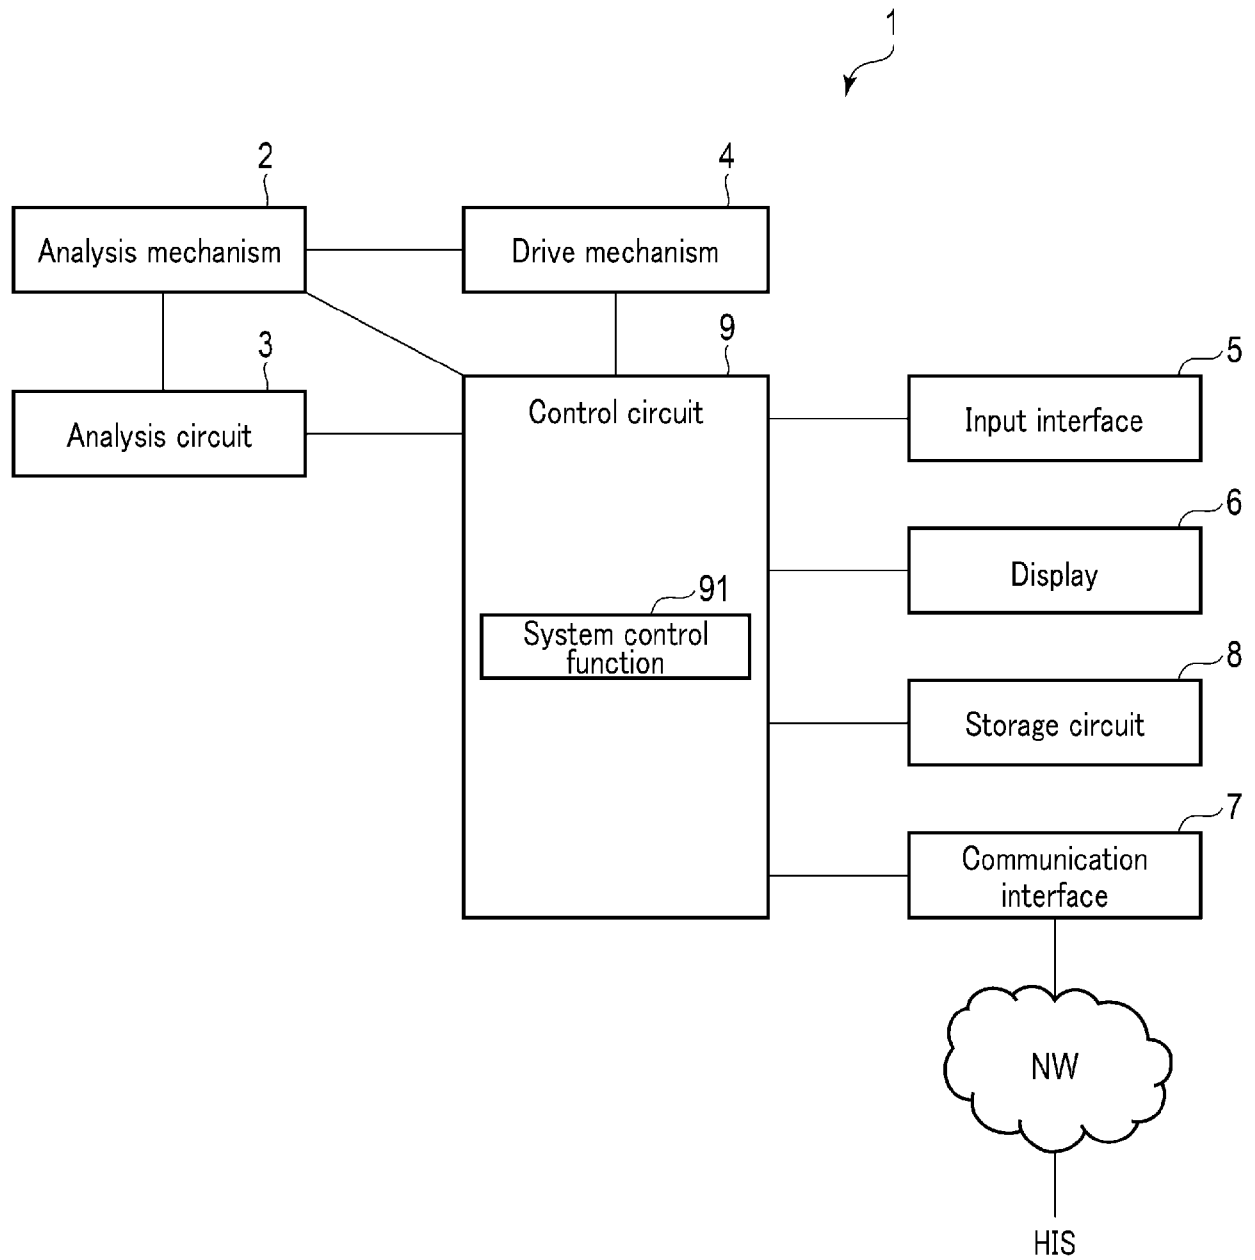 1
2
Analysis mechanism
4
Drive mechanism
3
Analysis circuit
9
Control circuit
91
System control
function
5
Input interface
6
Display
8
Storage circuit
7
Communication
interface
NW
HIS